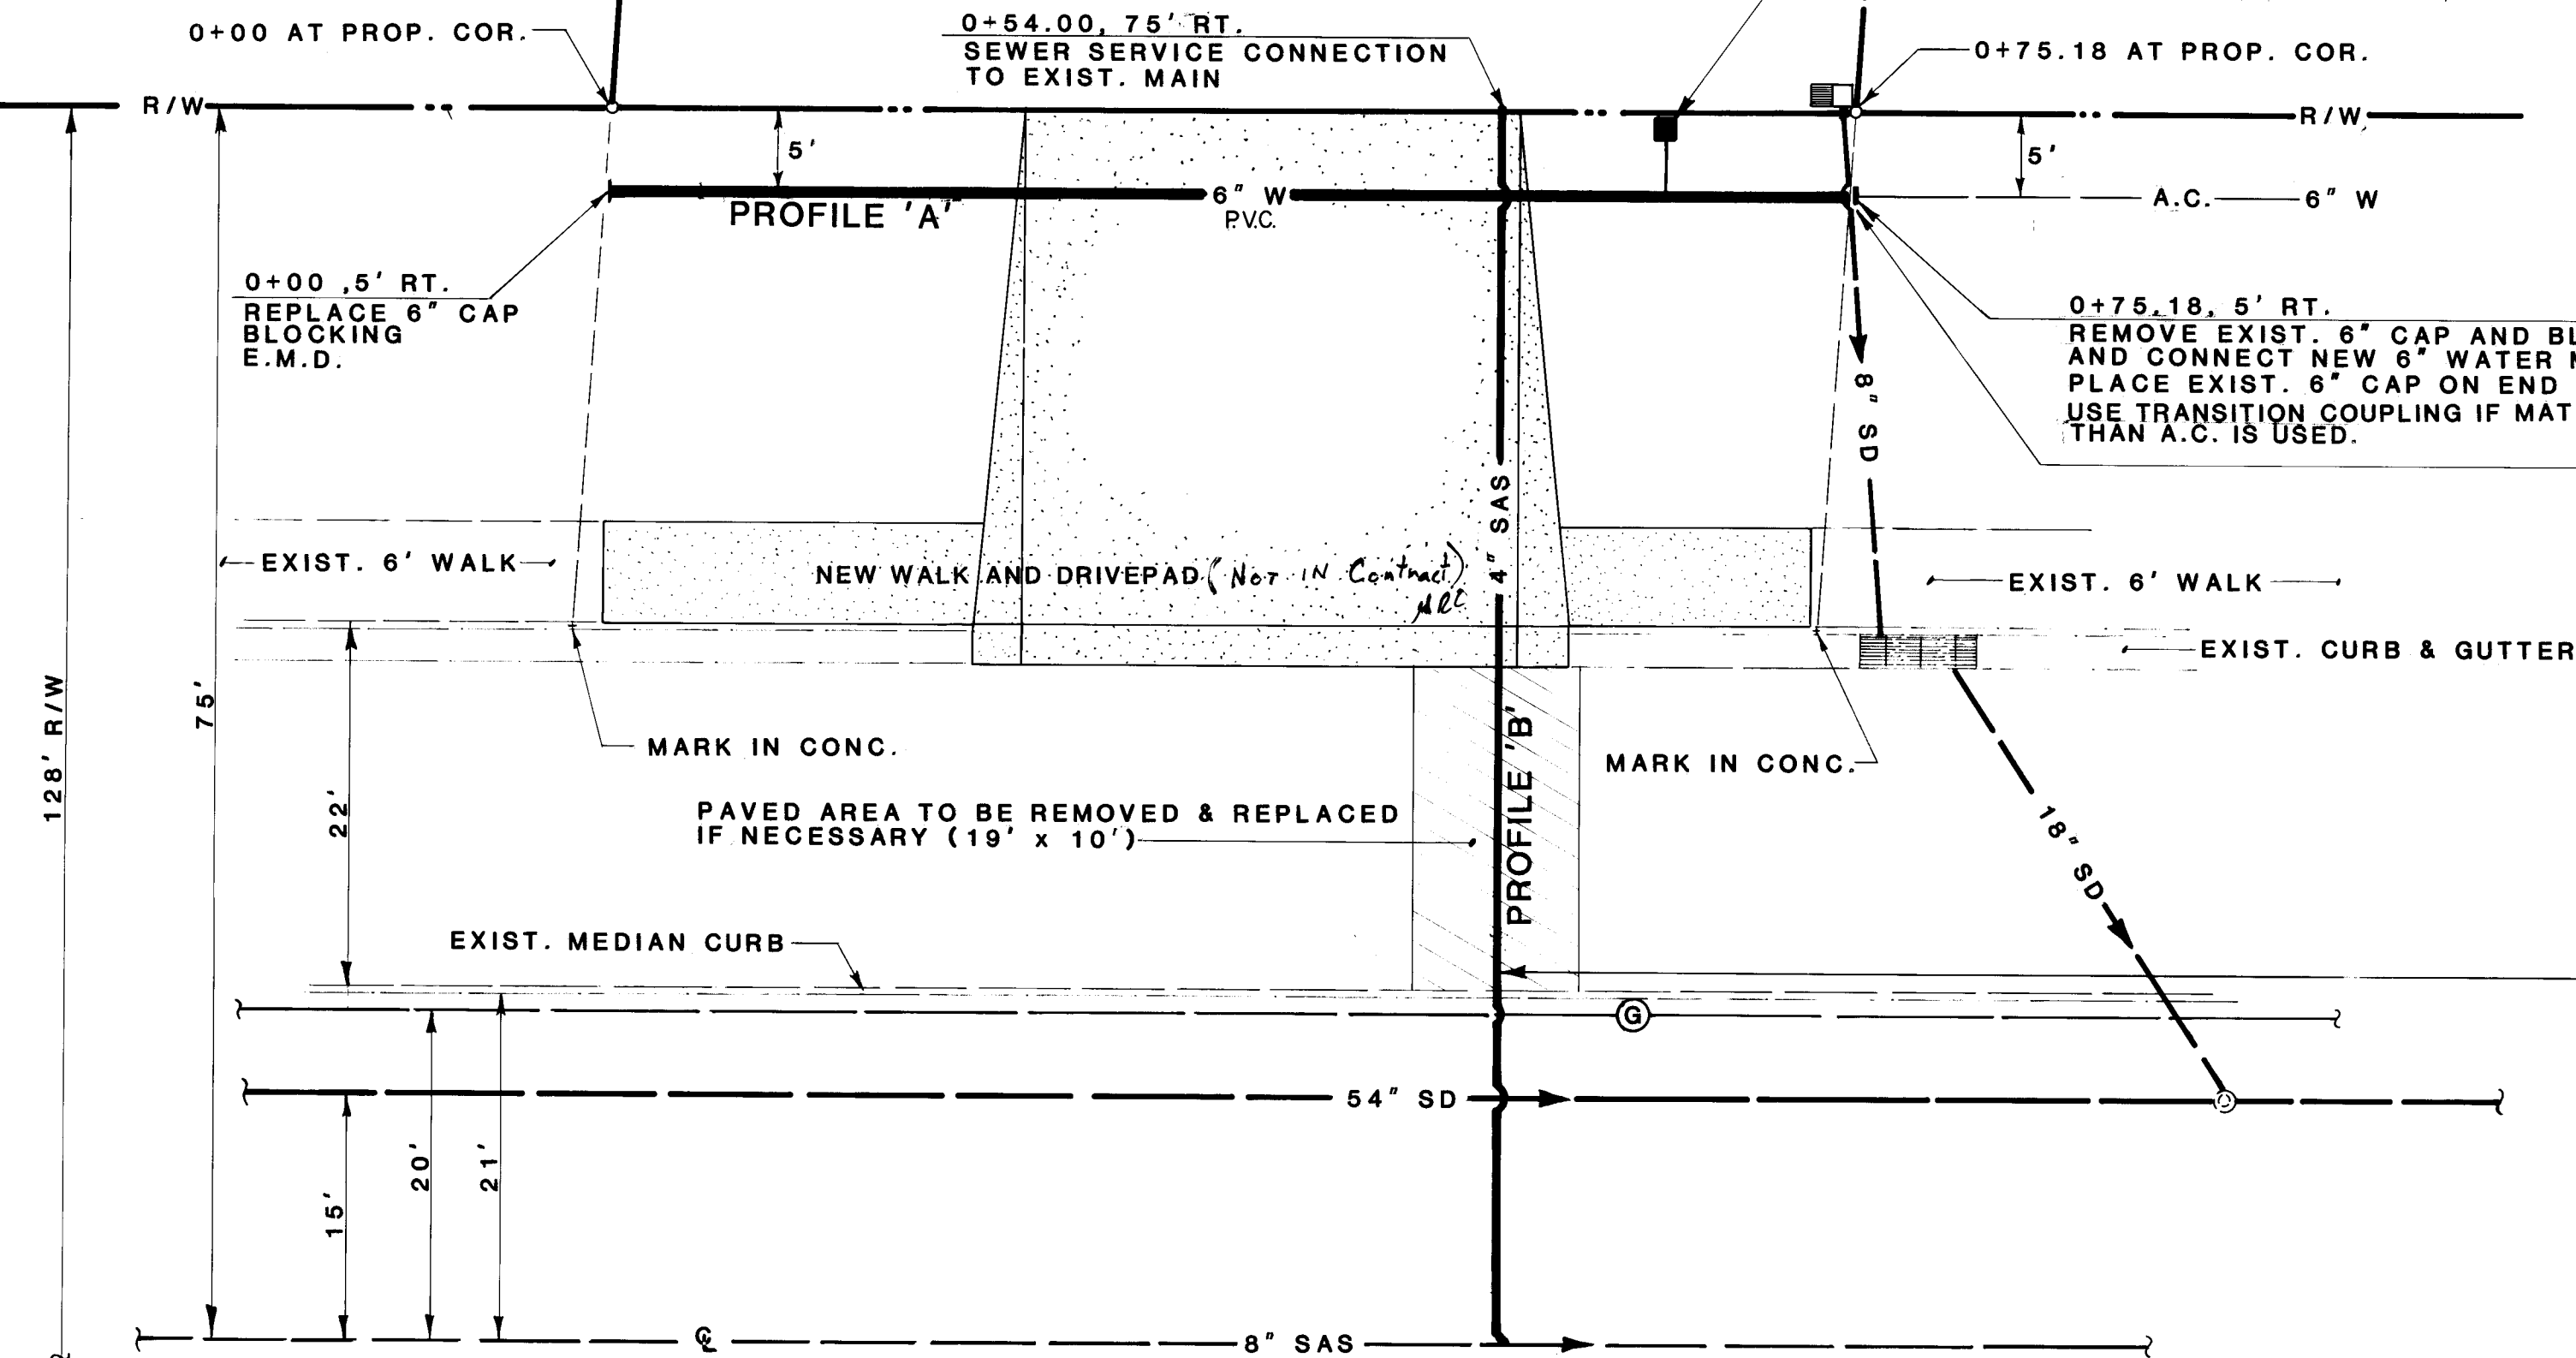 0+00 AT PROP. COR.
0+54.00, 75' RT.
SEWER SERVICE CONNECTION
TO EXIST. MAIN
0+75.18 AT PROP. COR.
R/W
R/W
5'
5'
6" W
P.V.C.
A.C.
6" W
PROFILE 'A'
0+00 ,5' RT.
REPLACE 6" CAP
BLOCKING
E.M.D.
0+75.18, 5' RT.
REMOVE EXIST. 6" CAP AND BL
AND CONNECT NEW 6" WATER
PLACE EXIST. 6" CAP ON END
USE TRANSITION COUPLING IF MAT
THAN A.C. IS USED.
8" SD
4" SAS
EXIST. 6' WALK
NEW WALK AND DRIVEPAD (Not IN Contract)
MRC
EXIST. 6' WALK
EXIST. CURB & GUTTER
128' R/W
75'
22'
MARK IN CONC.
MARK IN CONC.
PROFILE 'B'
PAVED AREA TO BE REMOVED & REPLACED
IF NECESSARY (19' x 10')
18" SD
EXIST. MEDIAN CURB
G
54" SD
15'
20'
21'
℄
8" SAS